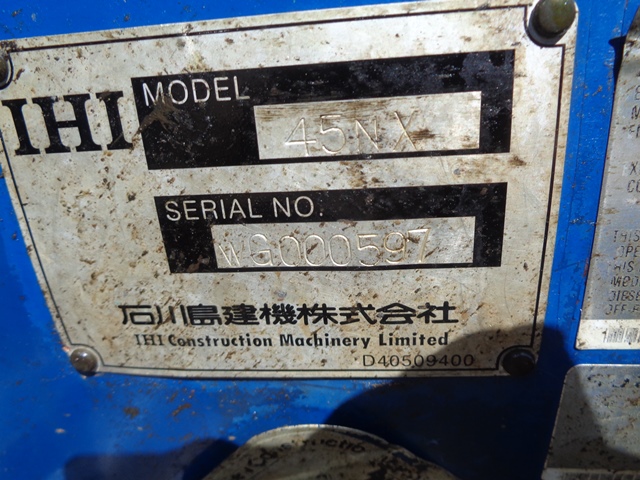 IHI
MODEL
45NX
SERIAL NO.
WG000597
石川島建機株式会社
IHI Construction Machinery Limited
D40509400